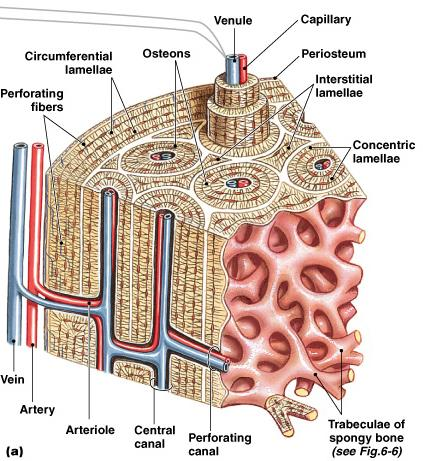 Venule
Capillary
Circumferential
lamellae
Osteons
Periosteum
Perforating
fibers
Interstitial
lamellae
Concentric
lamellae
Vein
Artery
Arteriole
Central
canal
Perforating
canal
Trabeculae of
spongy bone
(see Fig.6-6)
(a)